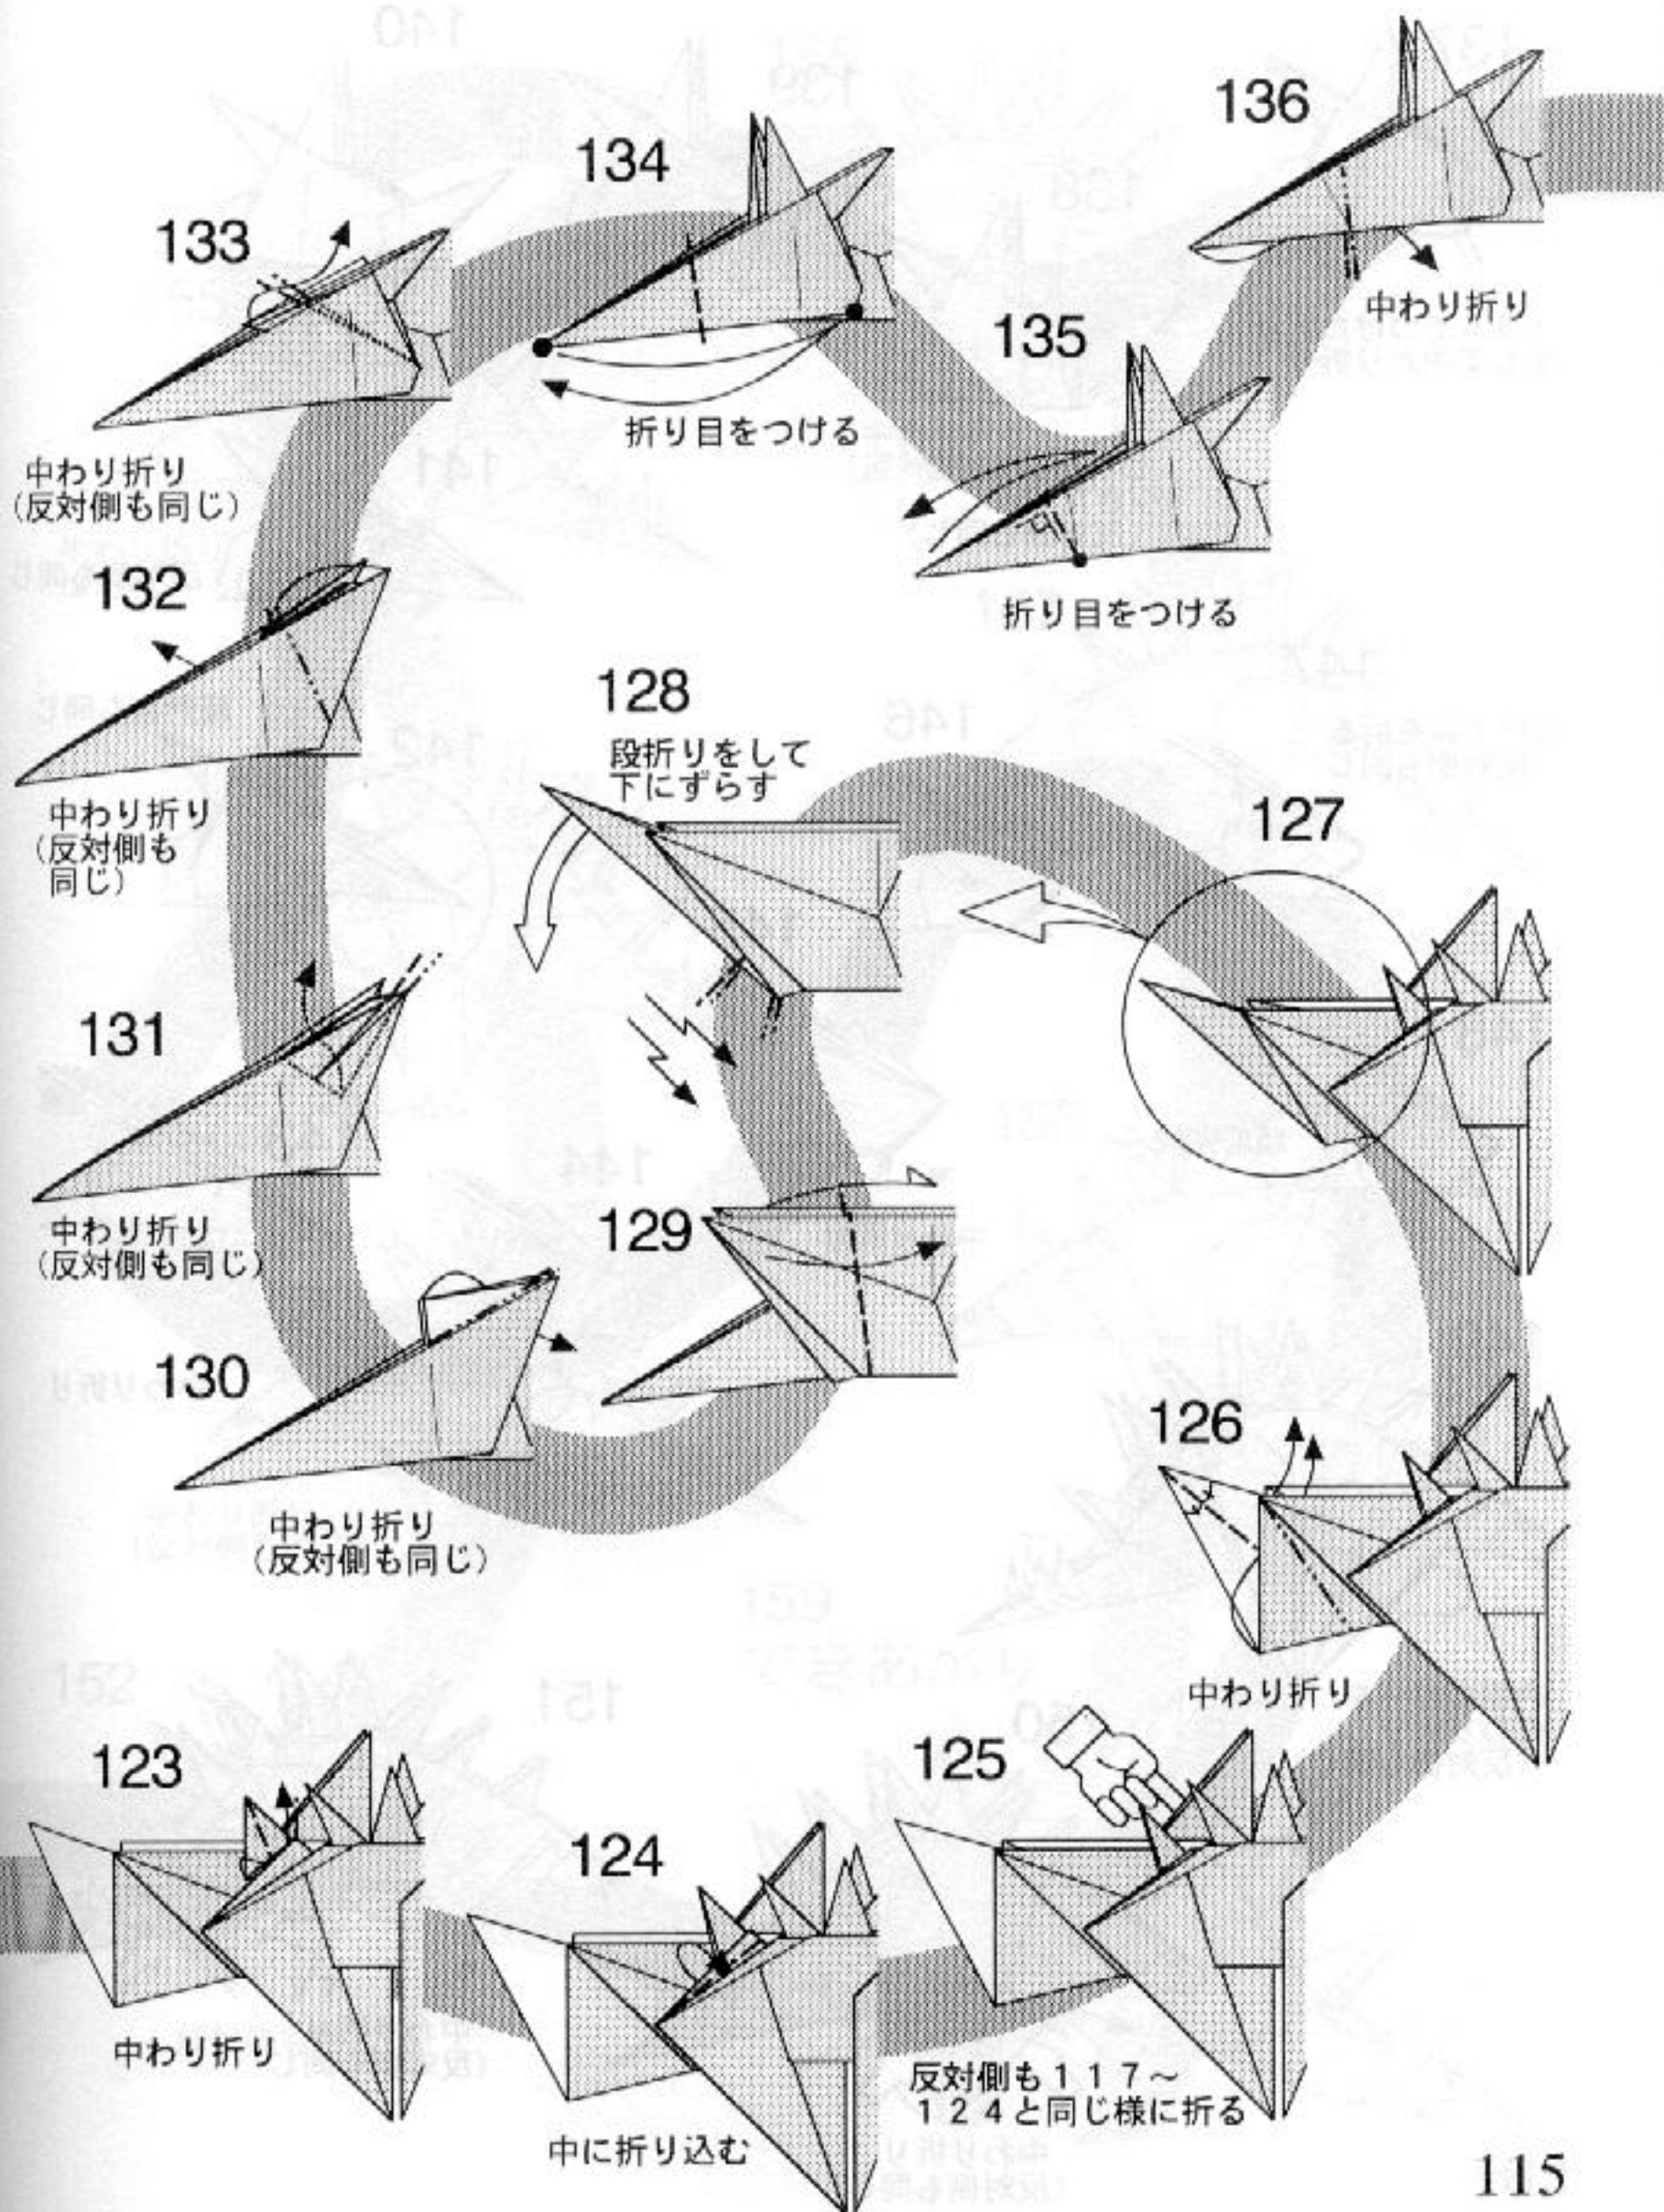 123
中わり折り
124
中に折り込む
125
反対側も117～
124と同じ様に折る
126
中わり折り
127
128
段折りをして
下にずらす
129
130
中わり折り
(反対側も同じ)
131
中わり折り
(反対側も同じ)
132
中わり折り
(反対側も
同じ)
133
中わり折り
(反対側も同じ)
134
折り目をつける
135
折り目をつける
136
中わり折り
115